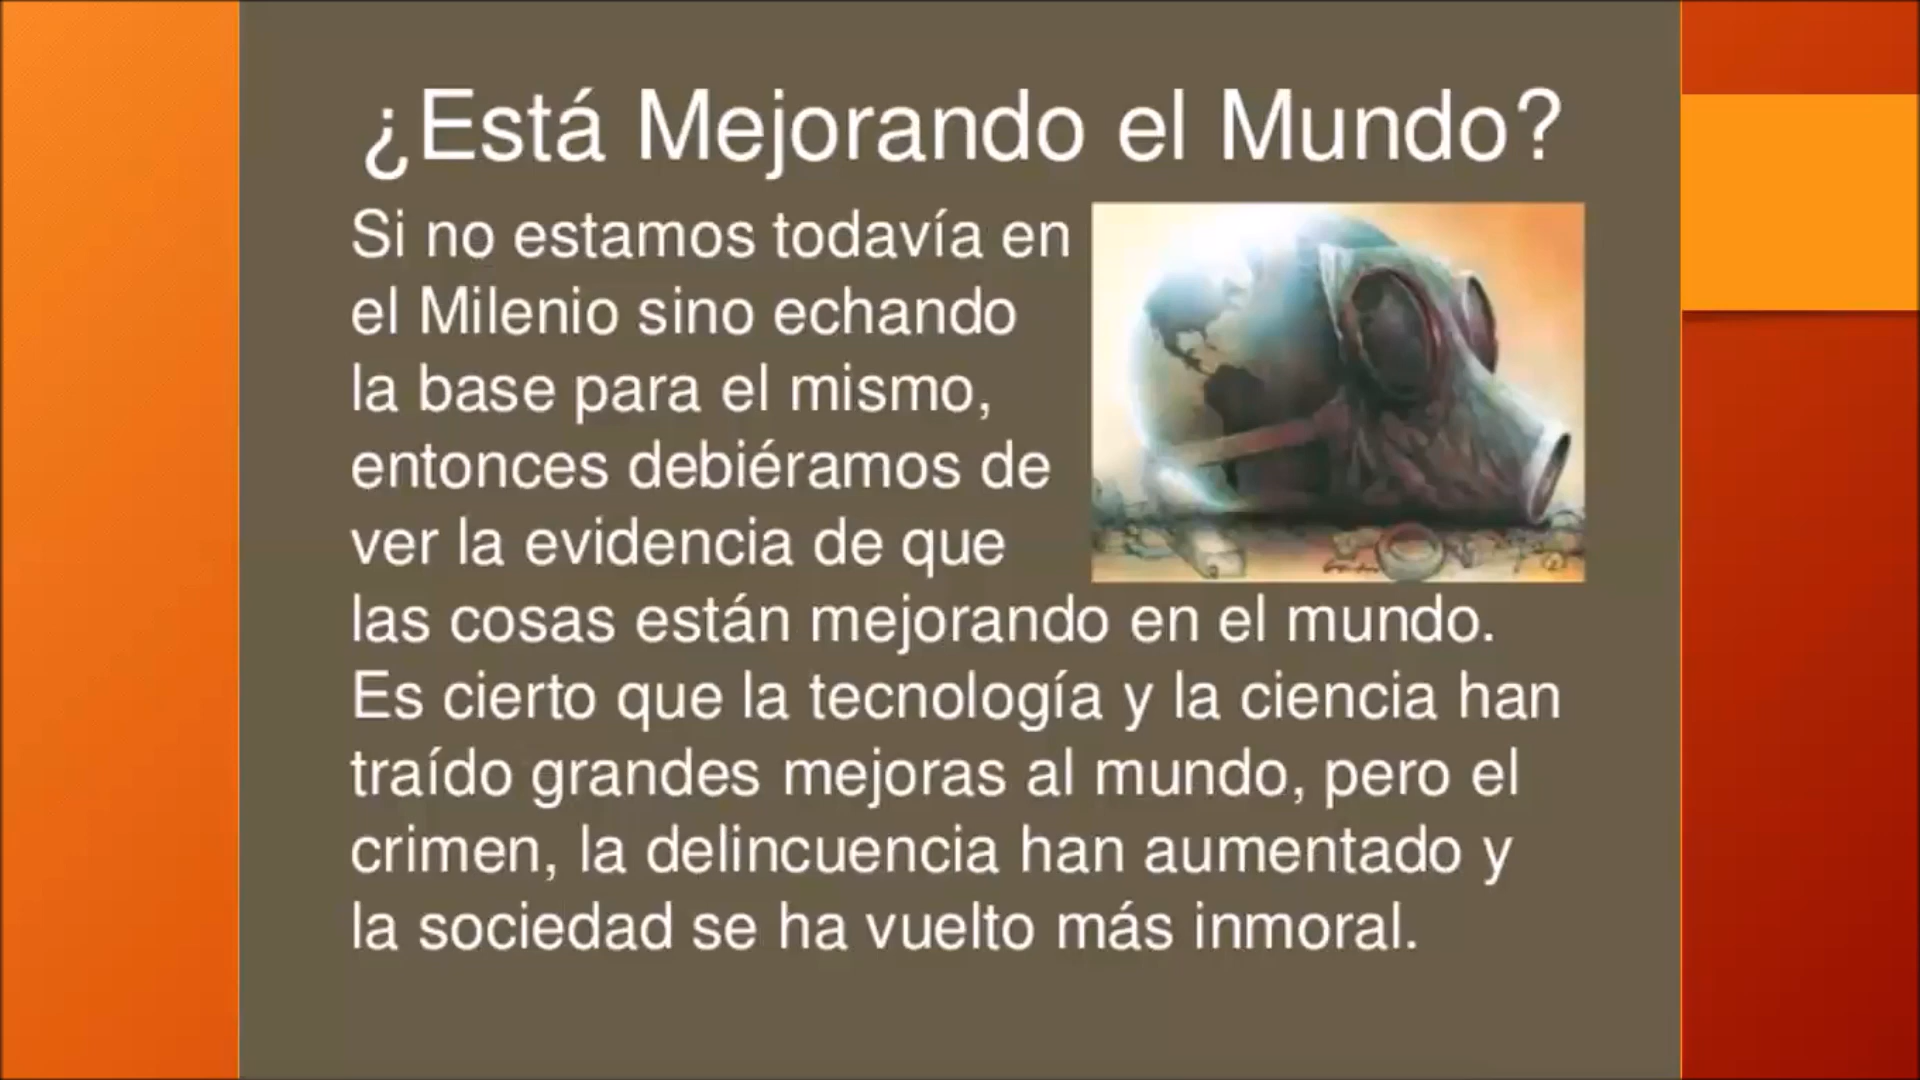 ¿Está Mejorando el Mundo?
Si no estamos todavía en
el Milenio sino echando
la base para el mismo,
entonces debiéramos de
ver la evidencia de que
las cosas están mejorando en el mundo.
Es cierto que la tecnología y la ciencia han
traído grandes mejoras al mundo, pero el
crimen, la delincuencia han aumentado y
la sociedad se ha vuelto más inmoral.